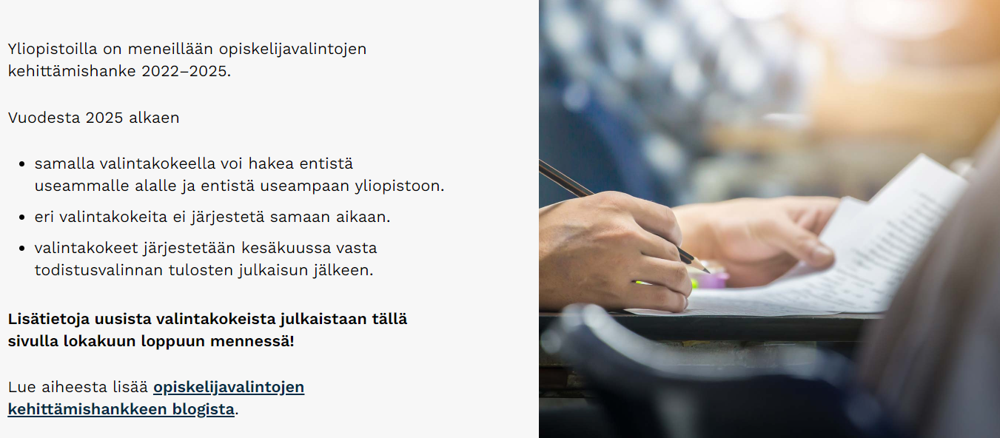 Yliopistoilla on meneillään opiskelijavalintojen
kehittämishanke 2022–2025.
Vuodesta 2025 alkaen
• samalla valintakokeella voi hakea entistä
useammalle alalle ja entistä useampaan yliopistoon.
• eri valintakokeita ei järjestetä samaan aikaan.
• valintakokeet järjestetään kesäkuussa vasta
todistusvalinnan tulosten julkaisun jälkeen.
Lisätietoja uusista valintakokeista julkaistaan tällä
sivulla lokakuun loppuun mennessä!
Lue aiheesta lisää opiskelijavalintojen
kehittämishankkeen blogista.